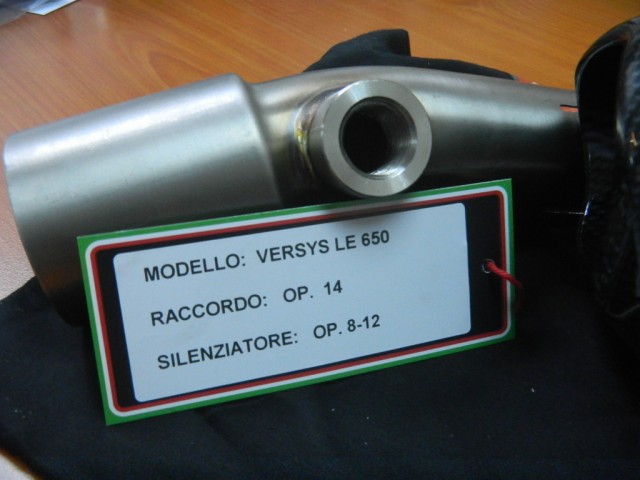 MODELLO: VERSYS LE 650
RACCORDO: OP. 14
SILENZIATORE: OP. 8-12